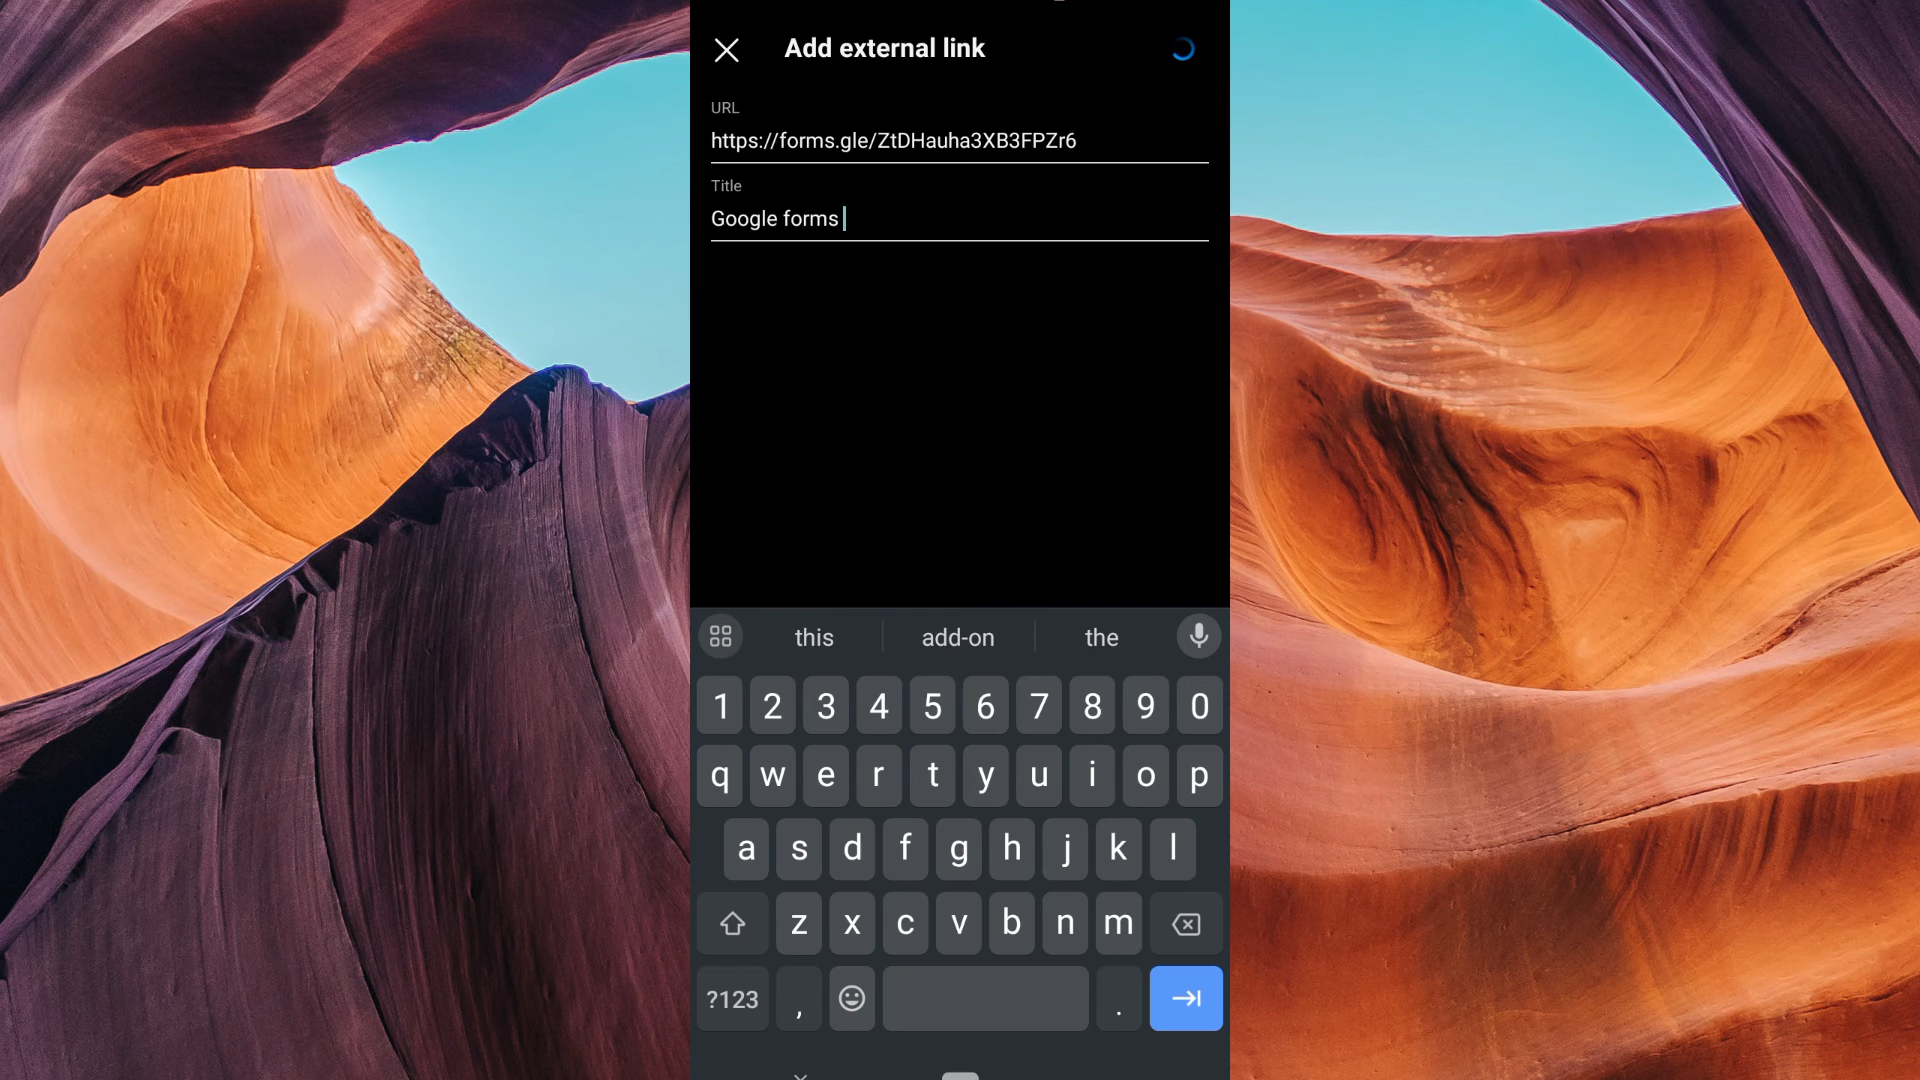 Add external link
URL
https://forms.gle/ZtDHauha3XB3FPZr6
Title
Google forms
this add-on the
1 2 3 4 5 6 7 8 9 0
q w e r t y u i o p
a s d f g h j k l
z x c v b n m
?123 , .